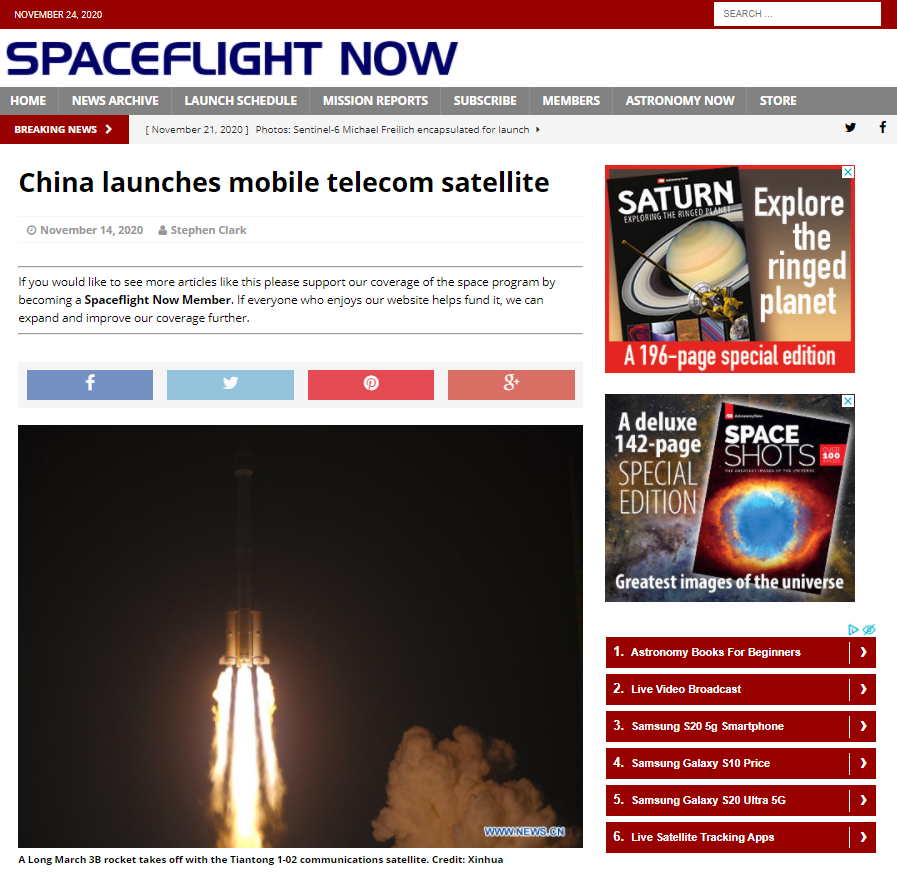 NOVEMBER 24, 2020
SEARCH ...
SPACEFLIGHT NOW
HOME NEWS ARCHIVE LAUNCH SCHEDULE MISSION REPORTS SUBSCRIBE MEMBERS ASTRONOMY NOW STORE
BREAKING NEWS
[ November 21, 2020 ] Photos: Sentinel-6 Michael Freilich encapsulated for launch
China launches mobile telecom satellite
November 14, 2020 Stephen Clark
If you would like to see more articles like this please support our coverage of the space program by
becoming a Spaceflight Now Member. If everyone who enjoys our website helps fund it, we can
expand and improve our coverage further.
WWW.NEWS.CN
A Long March 3B rocket takes off with the Tiantong 1-02 communications satellite. Credit: Xinhua
SATURN
EXPLORING THE RINGED PLANET
Explore
the
ringed
planet
A 196-page special edition
A deluxe
142-page
SPECIAL
EDITION
SPACE
SHOTS
OVER
100
THE GREATEST IMAGES OF THE UNIVERSE
Greatest images of the universe
1. Astronomy Books For Beginners
2. Live Video Broadcast
3. Samsung S20 5g Smartphone
4. Samsung Galaxy S10 Price
5. Samsung Galaxy S20 Ultra 5G
6. Live Satellite Tracking Apps